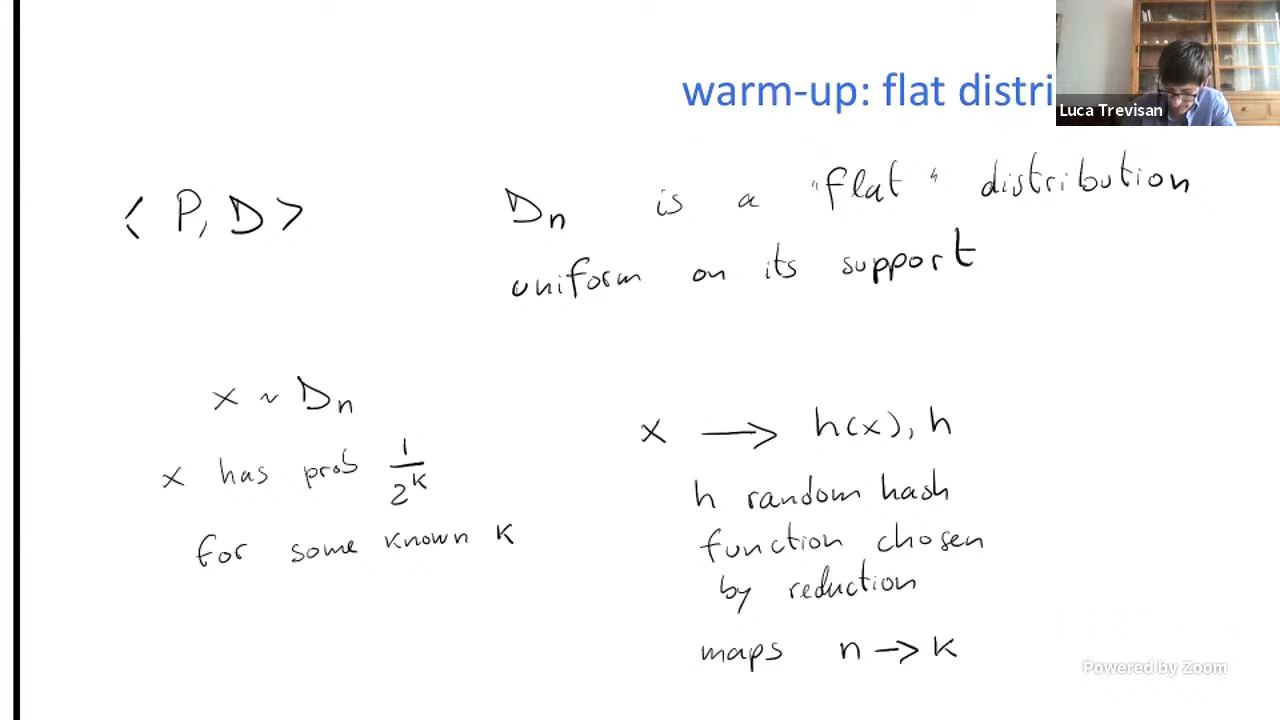 warm-up: flat distri
Luca Trevisan
< P, D >
Dn is a "flat" distribution
uniform on its support
x ~ Dn
x has prob 1/2^k
for some known k
x → h(x), h
h random hash
function chosen
by reduction
maps n → k
Powered by Zoom